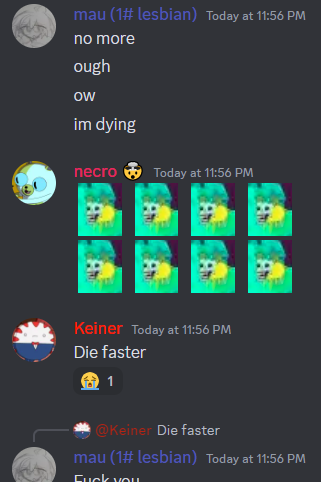 mau (1# lesbian) Today at 11:56 PM
no more
ough
ow
im dying
necro Today at 11:56 PM
Keiner Today at 11:56 PM
Die faster
1
@Keiner Die faster
mau (1# lesbian) Today at 11:56 PM
Fuck you